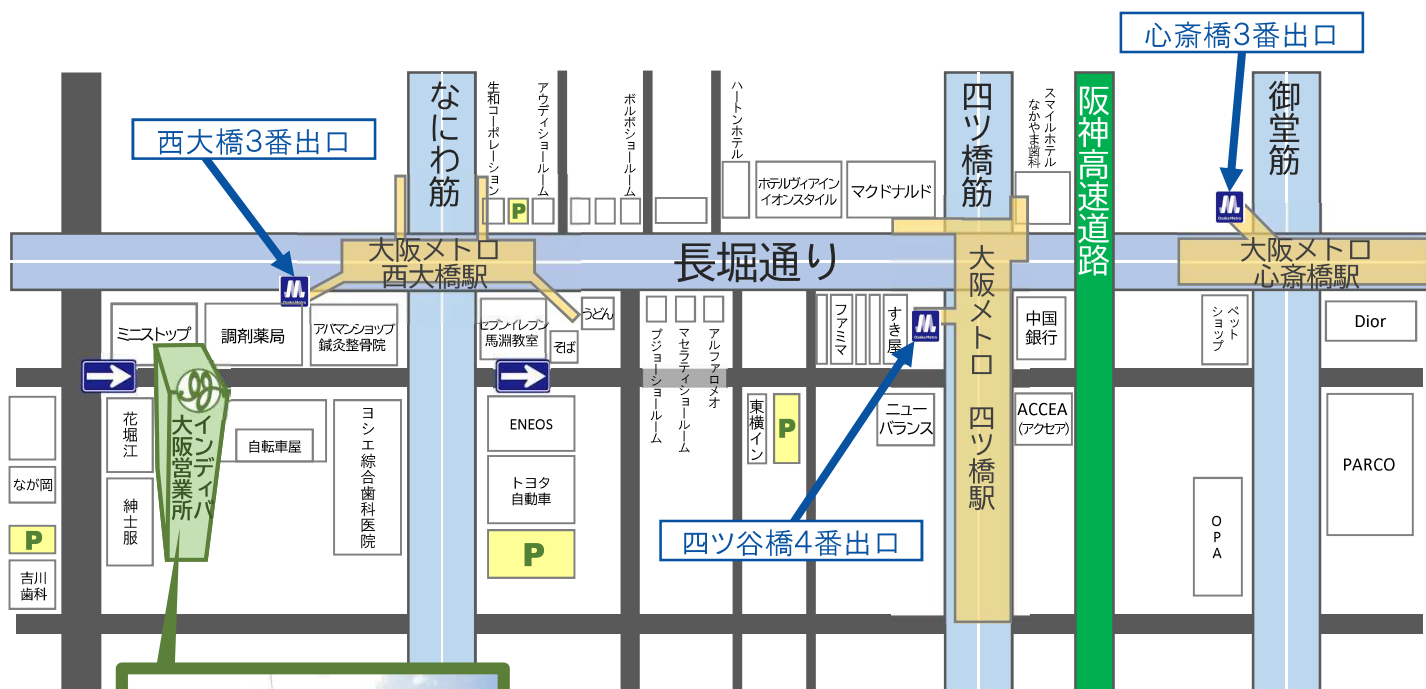 心斎橋3番出口
西大橋3番出口
なにわ筋
生和コーポレーション
アウディショールーム
ボルボショールーム
ハートンホテル
ホテルヴィアイン
イオンスタイル
マクドナルド
四ツ橋筋
スマイルホテル
なかやま歯科
阪神高速道路
御堂筋
P
大阪メトロ
西大橋駅
長堀通り
大阪メトロ 四ツ橋駅
大阪メトロ
心斎橋駅
Osaka Metro
Osaka Metro
Osaka Metro
ミニストップ
調剤薬局
アパマンショップ
鍼灸整骨院
セブンイレブン
馬淵教室
うどん
そば
プジョーショールーム
マセラティショールーム
アルファロメオ
ファミマ
すき屋
中国
銀行
ペット
ショップ
Dior
花堀江
インディバ
大阪営業所
自転車屋
ヨシエ綜合歯科医院
ENEOS
東横イン
P
ニュー
バランス
ACCEA
(アクセア)
PARCO
なが岡
紳士服
トヨタ
自動車
OPA
P
吉川
歯科
P
四ツ谷橋4番出口